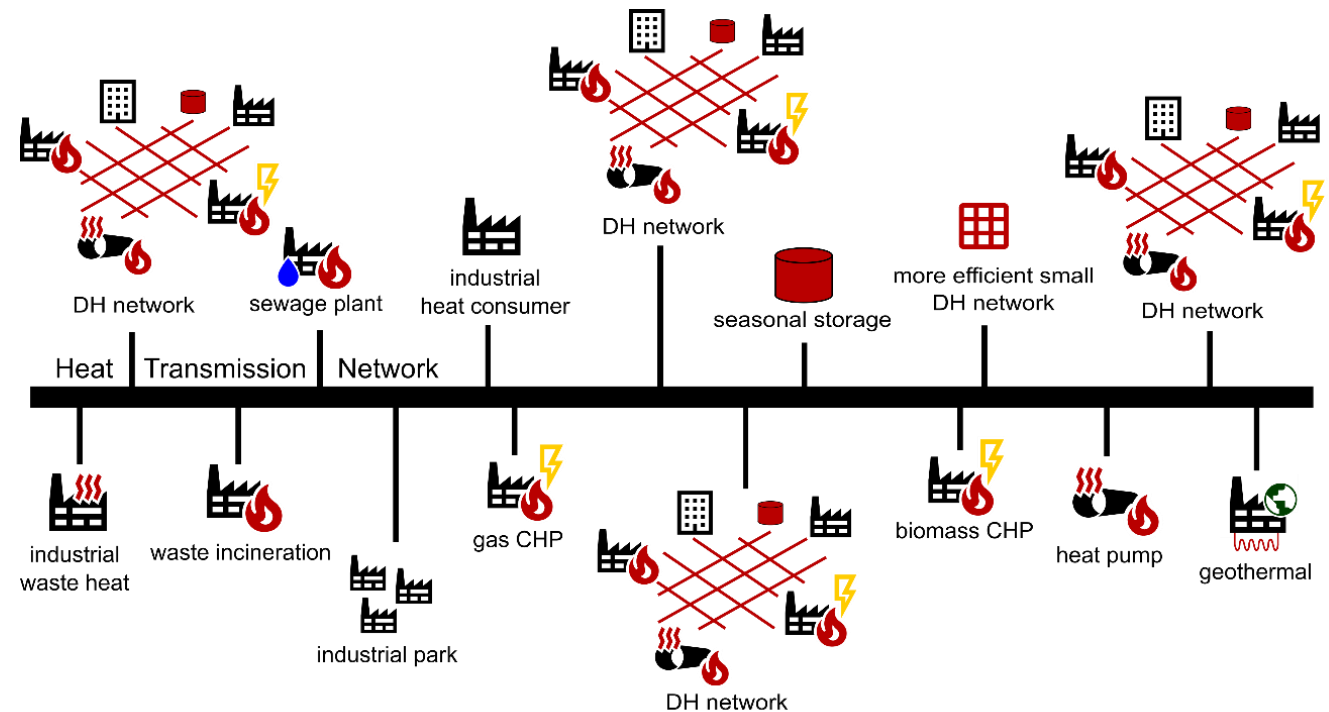 DH network
DH network
sewage plant
industrial
heat consumer
seasonal storage
more efficient small
DH network
DH network
Heat Transmission Network
industrial
waste heat
waste incineration
industrial park
gas CHP
DH network
biomass CHP
heat pump
geothermal